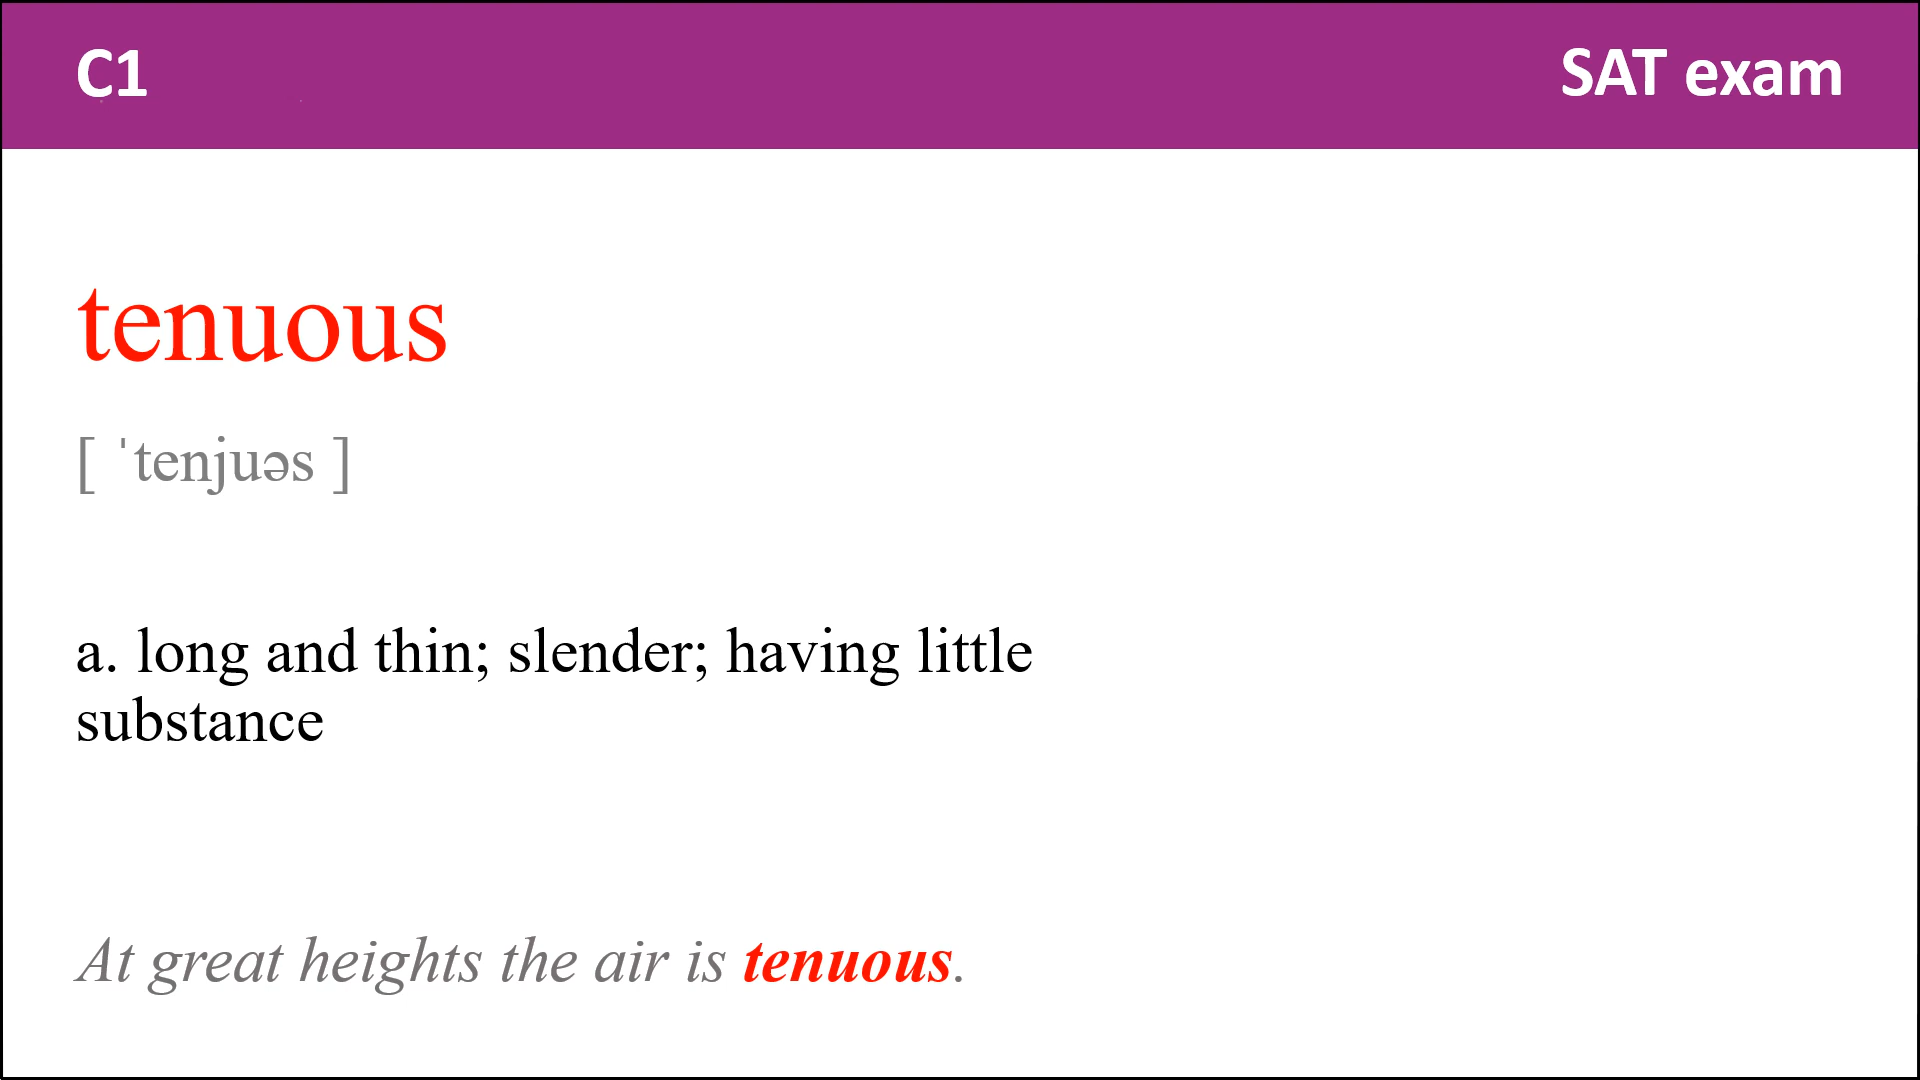 C1 SAT exam
tenuous
[ ˈtenjuəs ]
a. long and thin; slender; having little
substance
At great heights the air is tenuous.